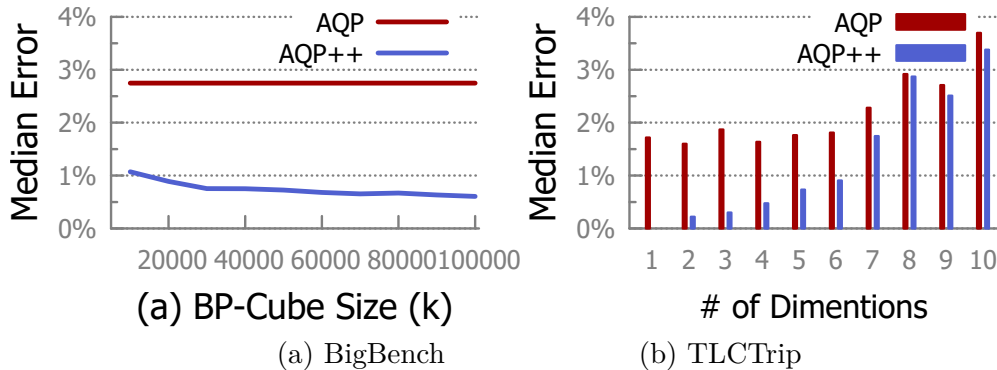 4%
3%
2%
1%
0%
Median Error
AQP
AQP++
20000 40000 60000 80000 100000
(a) BP-Cube Size (k)
(a) BigBench
4%
3%
2%
1%
0%
Median Error
AQP
AQP++
1 2 3 4 5 6 7 8 9 10
# of Dimentions
(b) TLCTrip